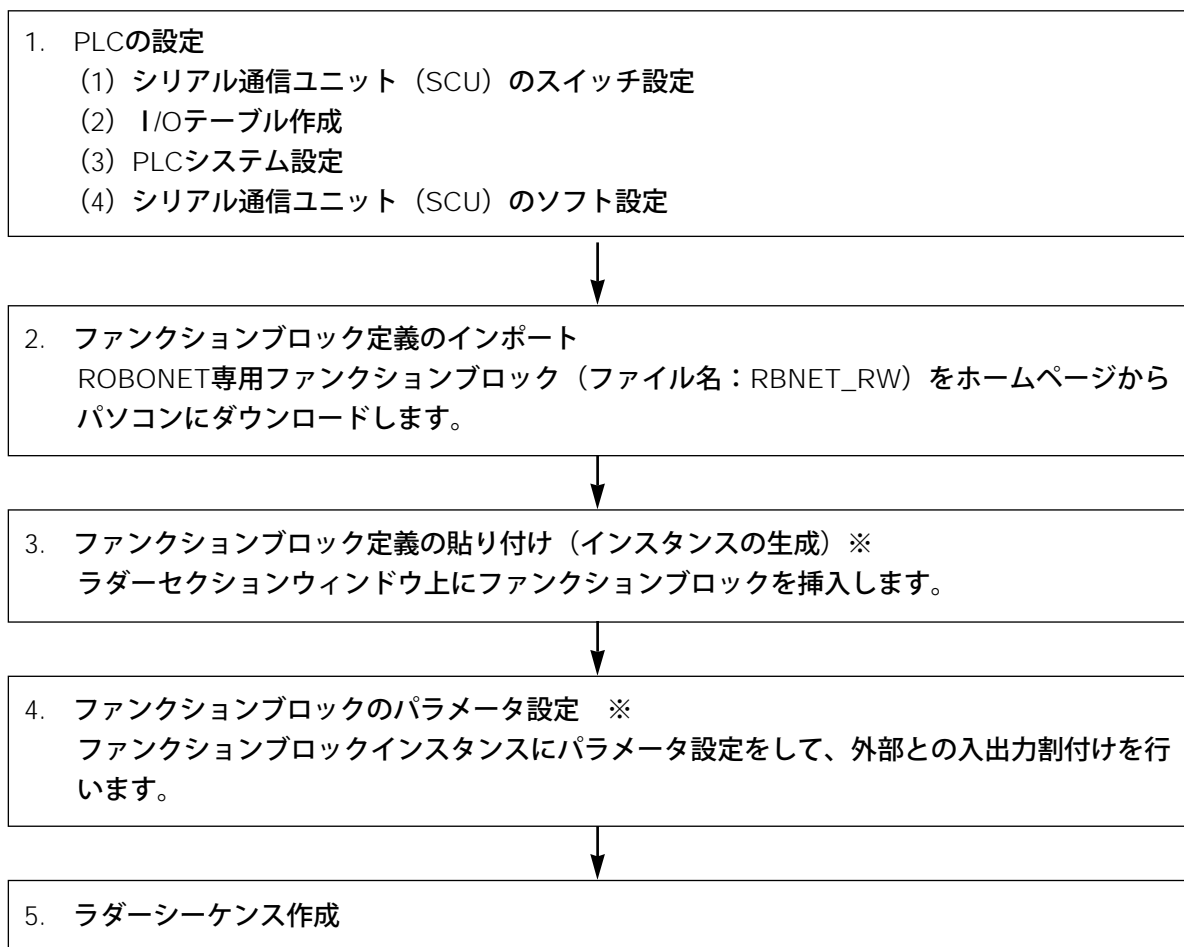 1. PLCの設定
（1）シリアル通信ユニット（SCU）のスイッチ設定
（2）I/Oテーブル作成
（3）PLCシステム設定
（4）シリアル通信ユニット（SCU）のソフト設定
2. ファンクションブロック定義のインポート
ROBONET専用ファンクションブロック（ファイル名：RBNET_RW）をホームページから
パソコンにダウンロードします。
3. ファンクションブロック定義の貼り付け（インスタンスの生成）※
ラダーセクションウィンドウ上にファンクションブロックを挿入します。
4. ファンクションブロックのパラメータ設定　※
ファンクションブロックインスタンスにパラメータ設定をして、外部との入出力割付けを行
います。
5. ラダーシーケンス作成